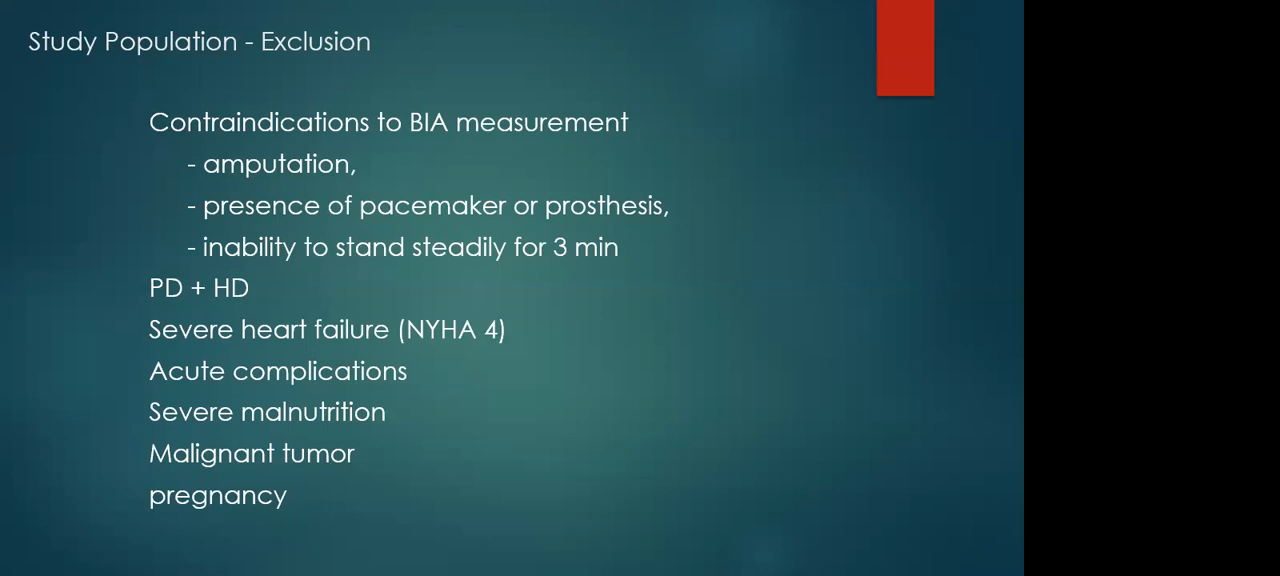 Study Population - Exclusion
Contraindications to BIA measurement
- amputation,
- presence of pacemaker or prosthesis,
- inability to stand steadily for 3 min
PD + HD
Severe heart failure (NYHA 4)
Acute complications
Severe malnutrition
Malignant tumor
pregnancy